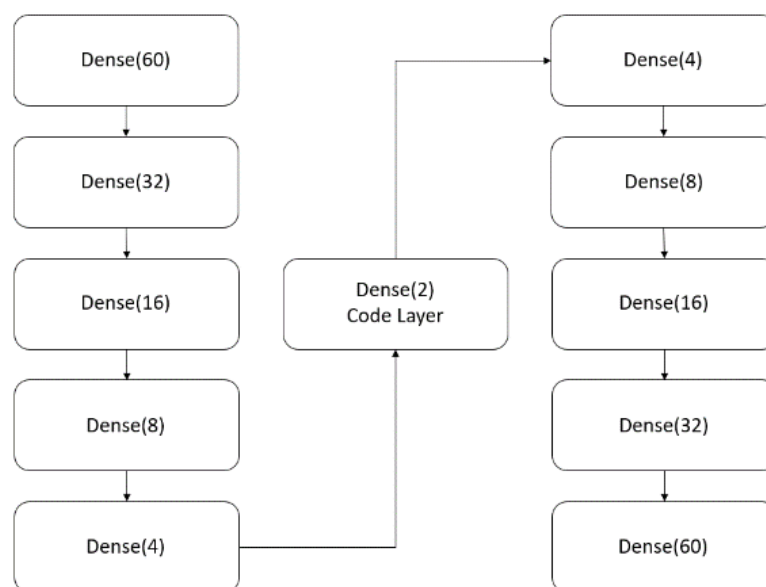 Dense(60)
Dense(32)
Dense(16)
Dense(8)
Dense(4)
Dense(2)
Code Layer
Dense(4)
Dense(8)
Dense(16)
Dense(32)
Dense(60)